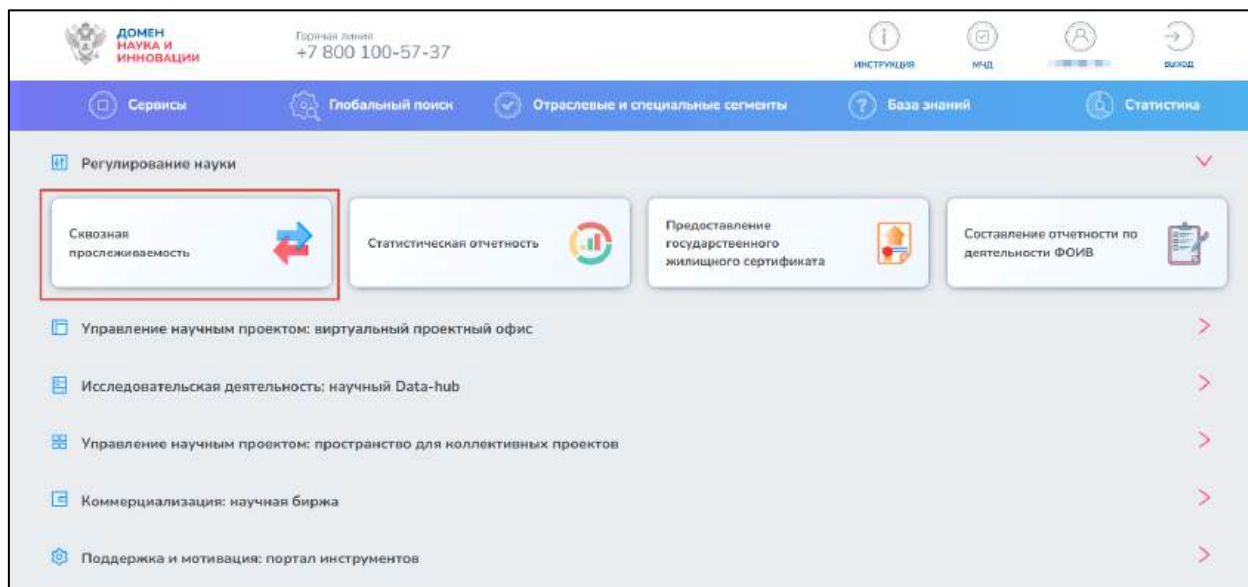 ДОМЕН
НАУКА И
ИННОВАЦИИ
Горячая линия
+7 800 100-57-37
ИНСТРУКЦИЯ
МЧД
ВЫХОД
Сервисы
Глобальный поиск
Отраслевые и специальные сегменты
База знаний
Статистика
Регулирование науки
Сквозная
прослеживаемость
Статистическая отчетность
Предоставление
государственного
жилищного сертификата
Составление отчетности по
деятельности ФОИВ
Управление научным проектом: виртуальный проектный офис
Исследовательская деятельность: научный Data-hub
Управление научным проектом: пространство для коллективных проектов
Коммерциализация: научная биржа
Поддержка и мотивация: портал инструментов